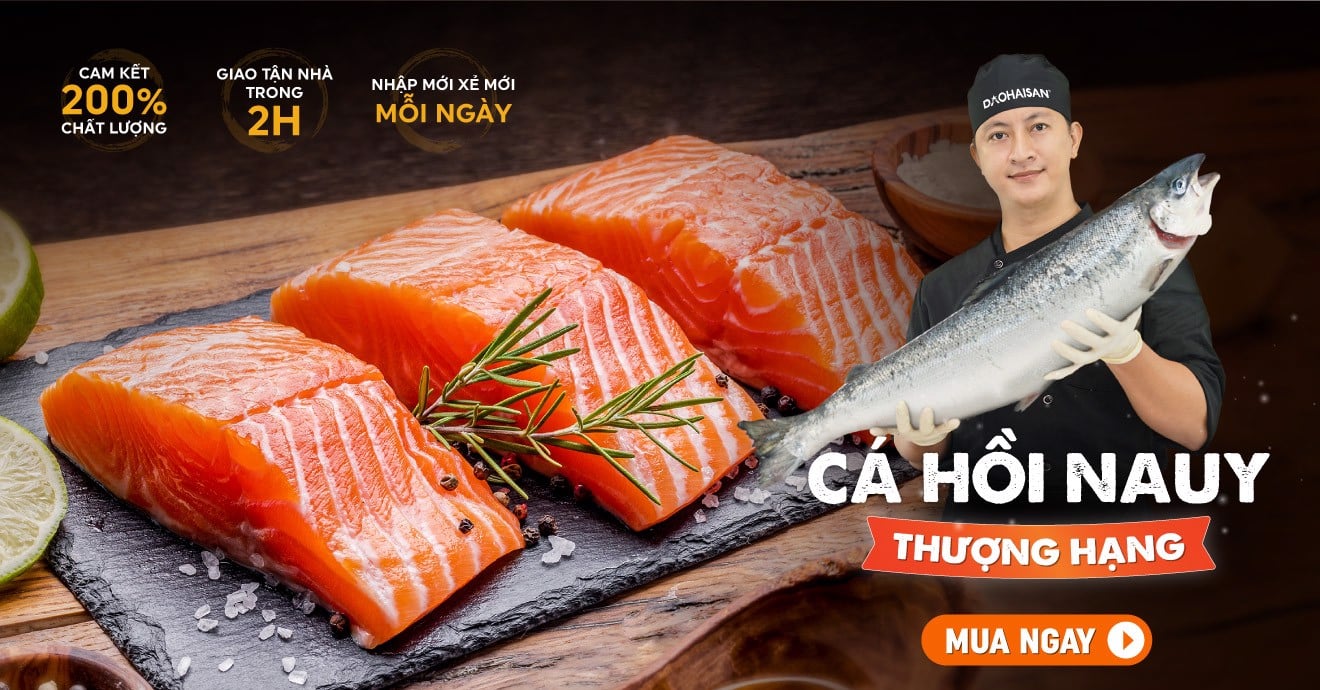 CAM KẾT
200%
CHẤT LƯỢNG
GIAO TẬN NHÀ
TRONG
2H
NHẬP MỚI XẺ MỚI
MỖI NGÀY
DAOHAISAN
CÁ HỒI NAUY
THƯỢNG HẠNG
MUA NGAY